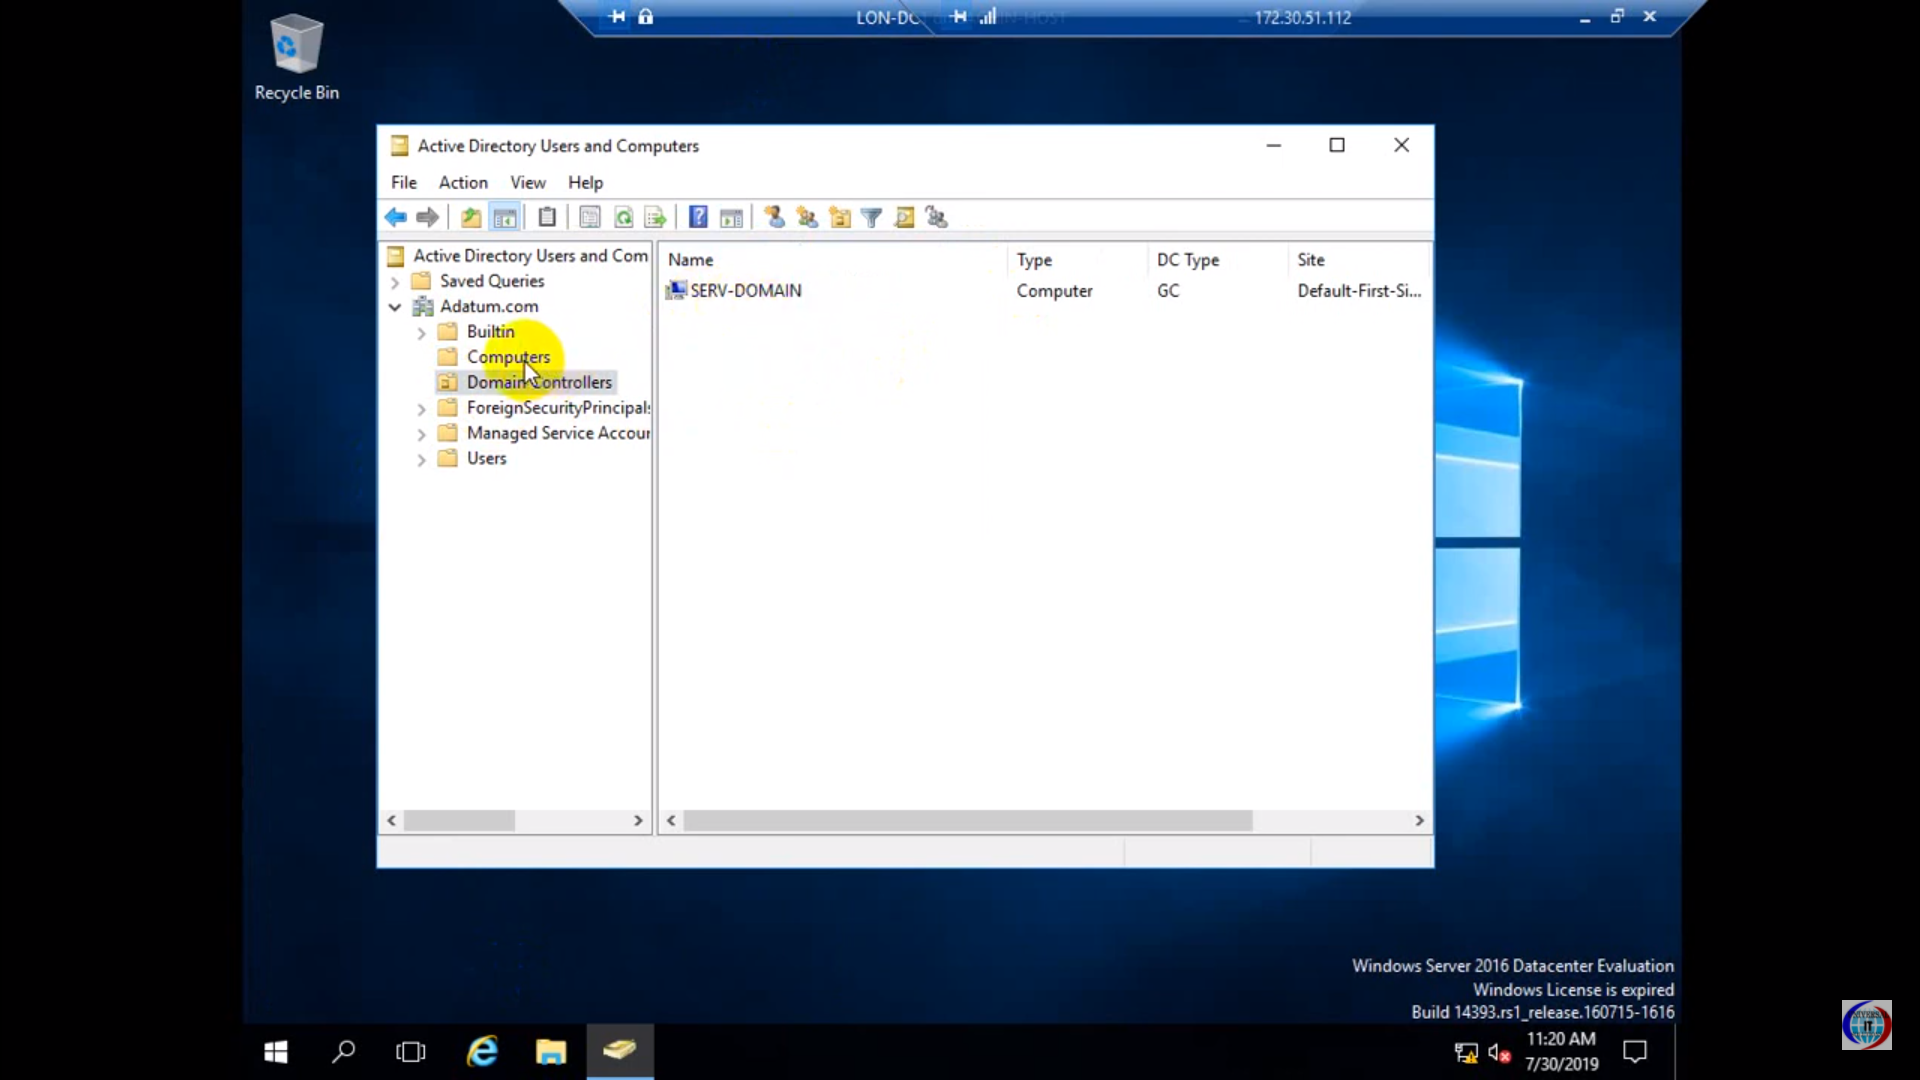 LON-DC
172.30.51.112
Recycle Bin
Active Directory Users and Computers
File Action View Help
Active Directory Users and Com
Saved Queries
Adatum.com
Builtin
Computers
Domain Controllers
ForeignSecurityPrincipals
Managed Service Accour
Users
Name Type DC Type Site
SERV-DOMAIN Computer GC Default-First-Si...
Windows Server 2016 Datacenter Evaluation
Windows License is expired
Build 14393.rs1_release.160715-1616
11:20 AM
7/30/2019
IT